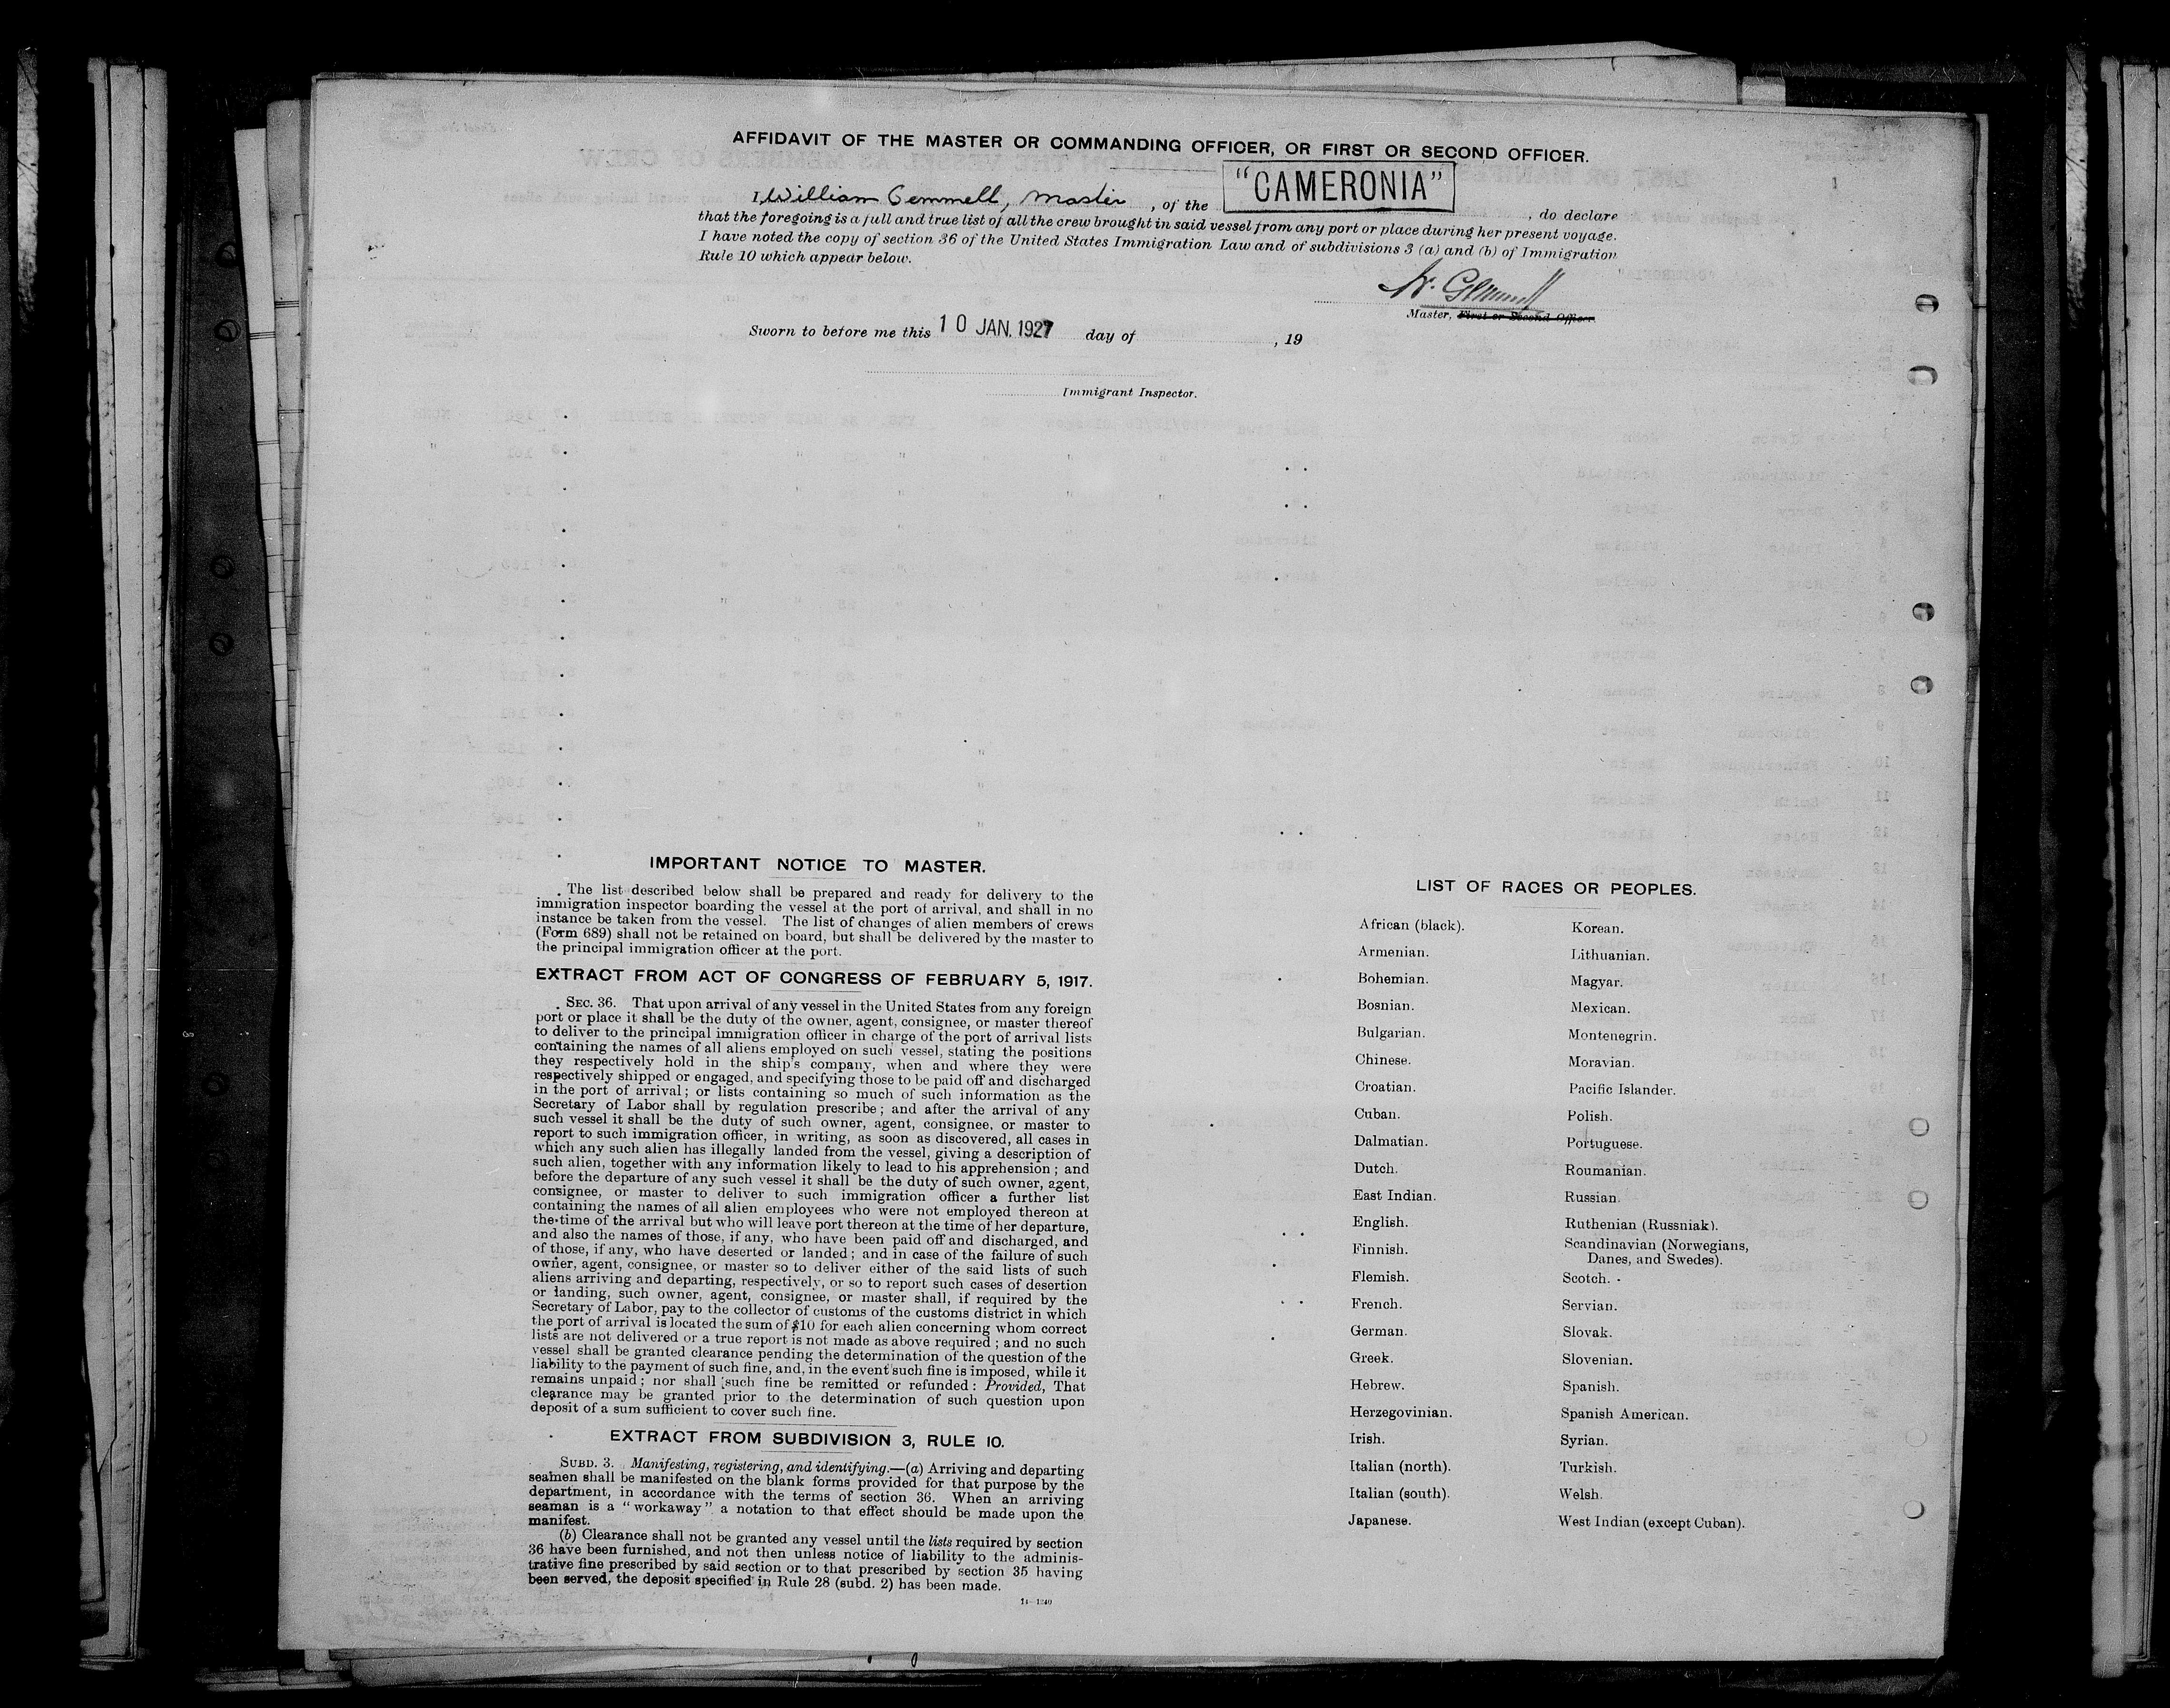 AFFIDAVIT OF THE MASTER OR COMMANDING OFFICER, OR FIRST OR SECOND OFFICER.
I, William Gemmell, Master, of the "CAMERONIA", do declare
that the foregoing is a full and true list of all the crew brought in said vessel from any port or place during her present voyage.
I have noted the copy of section 36 of the United States Immigration Law and of subdivisions 3 (a) and (b) of Immigration
Rule 10 which appear below.
W. Gemmell
Master, First or Second Officer.
Sworn to before me this 10 JAN. 1927 day of , 19
Immigrant Inspector.
IMPORTANT NOTICE TO MASTER.
The list described below shall be prepared and ready for delivery to the
immigration inspector boarding the vessel at the port of arrival, and shall in no
instance be taken from the vessel. The list of changes of alien members of crews
(Form 689) shall not be retained on board, but shall be delivered by the master to
the principal immigration officer at the port.
EXTRACT FROM ACT OF CONGRESS OF FEBRUARY 5, 1917.
SEC. 36. That upon arrival of any vessel in the United States from any foreign
port or place it shall be the duty of the owner, agent, consignee, or master thereof
to deliver to the principal immigration officer in charge of the port of arrival lists
containing the names of all aliens employed on such vessel, stating the positions
they respectively hold in the ship's company, when and where they were
respectively shipped or engaged, and specifying those to be paid off and discharged
in the port of arrival; or lists containing so much of such information as the
Secretary of Labor shall by regulation prescribe; and after the arrival of any
such vessel it shall be the duty of such owner, agent, consignee, or master to
report to such immigration officer, in writing, as soon as discovered, all cases in
which any such alien has illegally landed from the vessel, giving a description of
such alien, together with any information likely to lead to his apprehension; and
before the departure of any such vessel it shall be the duty of such owner, agent,
consignee, or master to deliver to such immigration officer a further list
containing the names of all alien employees who were not employed thereon at
the time of the arrival but who will leave port thereon at the time of her departure,
and also the names of those, if any, who have been paid off and discharged, and
of those, if any, who have deserted or landed; and in case of the failure of such
owner, agent, consignee, or master so to deliver either of the said lists of such
aliens arriving and departing, respectively, or so to report such cases of desertion
or landing, such owner, agent, consignee, or master shall, if required by the
Secretary of Labor, pay to the collector of customs of the customs district in which
the port of arrival is located the sum of $10 for each alien concerning whom correct
lists are not delivered or a true report is not made as above required; and no such
vessel shall be granted clearance pending the determination of the question of the
liability to the payment of such fine, and, in the event such fine is imposed, while it
remains unpaid; nor shall such fine be remitted or refunded: Provided, That
clearance may be granted prior to the determination of such question upon
deposit of a sum sufficient to cover such fine.
EXTRACT FROM SUBDIVISION 3, RULE 10.
SUBD. 3. Manifesting, registering, and identifying.—(a) Arriving and departing
seamen shall be manifested on the blank forms provided for that purpose by the
department, in accordance with the terms of section 36. When an arriving
seaman is a "workaway" a notation to that effect should be made upon the
manifest.
(b) Clearance shall not be granted any vessel until the lists required by section
36 have been furnished, and not then unless notice of liability to the adminis-
trative fine prescribed by said section or to that prescribed by section 35 having
been served, the deposit specified in Rule 28 (subd. 2) has been made.
14—1240
LIST OF RACES OR PEOPLES.
African (black).
Armenian.
Bohemian.
Bosnian.
Bulgarian.
Chinese.
Croatian.
Cuban.
Dalmatian.
Dutch.
East Indian.
English.
Finnish.
Flemish.
French.
German.
Greek.
Hebrew.
Herzegovinian.
Irish.
Italian (north).
Italian (south).
Japanese.
Korean.
Lithuanian.
Magyar.
Mexican.
Montenegrin.
Moravian.
Pacific Islander.
Polish.
Portuguese.
Roumanian.
Russian.
Ruthenian (Russniak).
Scandinavian (Norwegians,
Danes, and Swedes).
Scotch.
Servian.
Slovak.
Slovenian.
Spanish.
Spanish American.
Syrian.
Turkish.
Welsh.
West Indian (except Cuban).